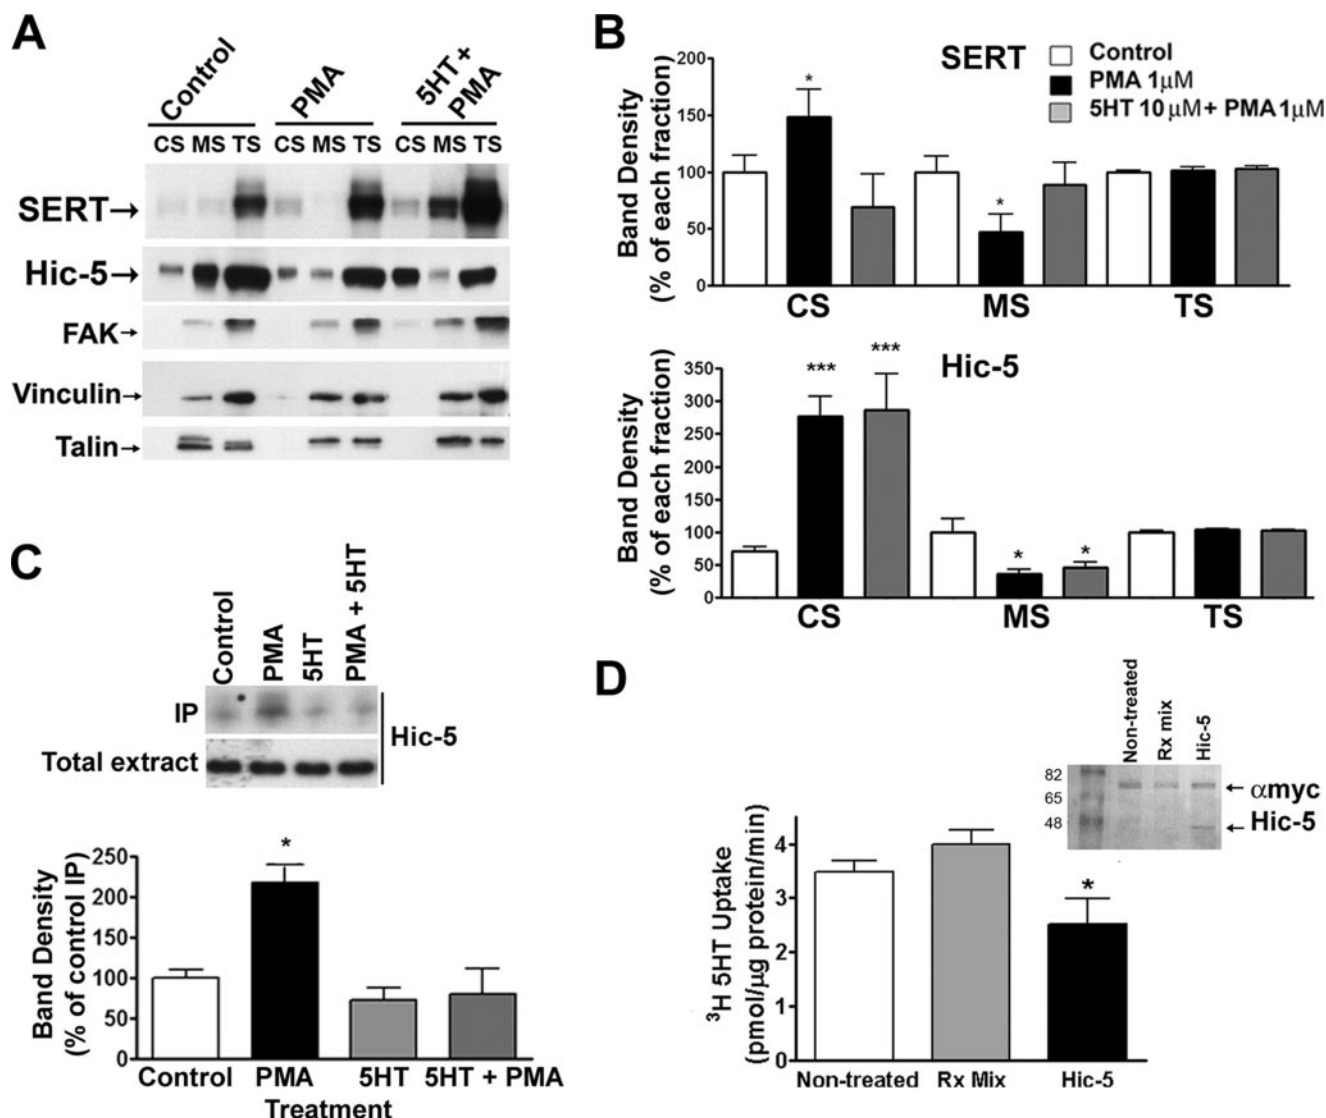 A
Control
PMA
5HT +
PMA
CS MS TS CS MS TS CS MS TS
SERT→
Hic-5→
FAK→
Vinculin→
Talin→
B
SERT
Control
PMA 1μM
5HT 10 μM + PMA 1μM
Band Density
(% of each fraction)
200
150
100
50
0
*
*
CS MS TS
Hic-5
Band Density
(% of each fraction)
350
300
250
200
150
100
50
0
*** ***
* *
CS MS TS
C
Control
PMA
5HT
PMA + 5HT
IP
Total extract
Hic-5
Band Density
(% of control IP)
250
200
150
100
50
0
*
Control PMA 5HT 5HT + PMA
Treatment
D
Non-treated
Rx mix
Hic-5
82
65
48
← αmyc
← Hic-5
³H 5HT Uptake
(pmol/μg protein/min)
4
3
2
1
0
*
Non-treated Rx Mix Hic-5